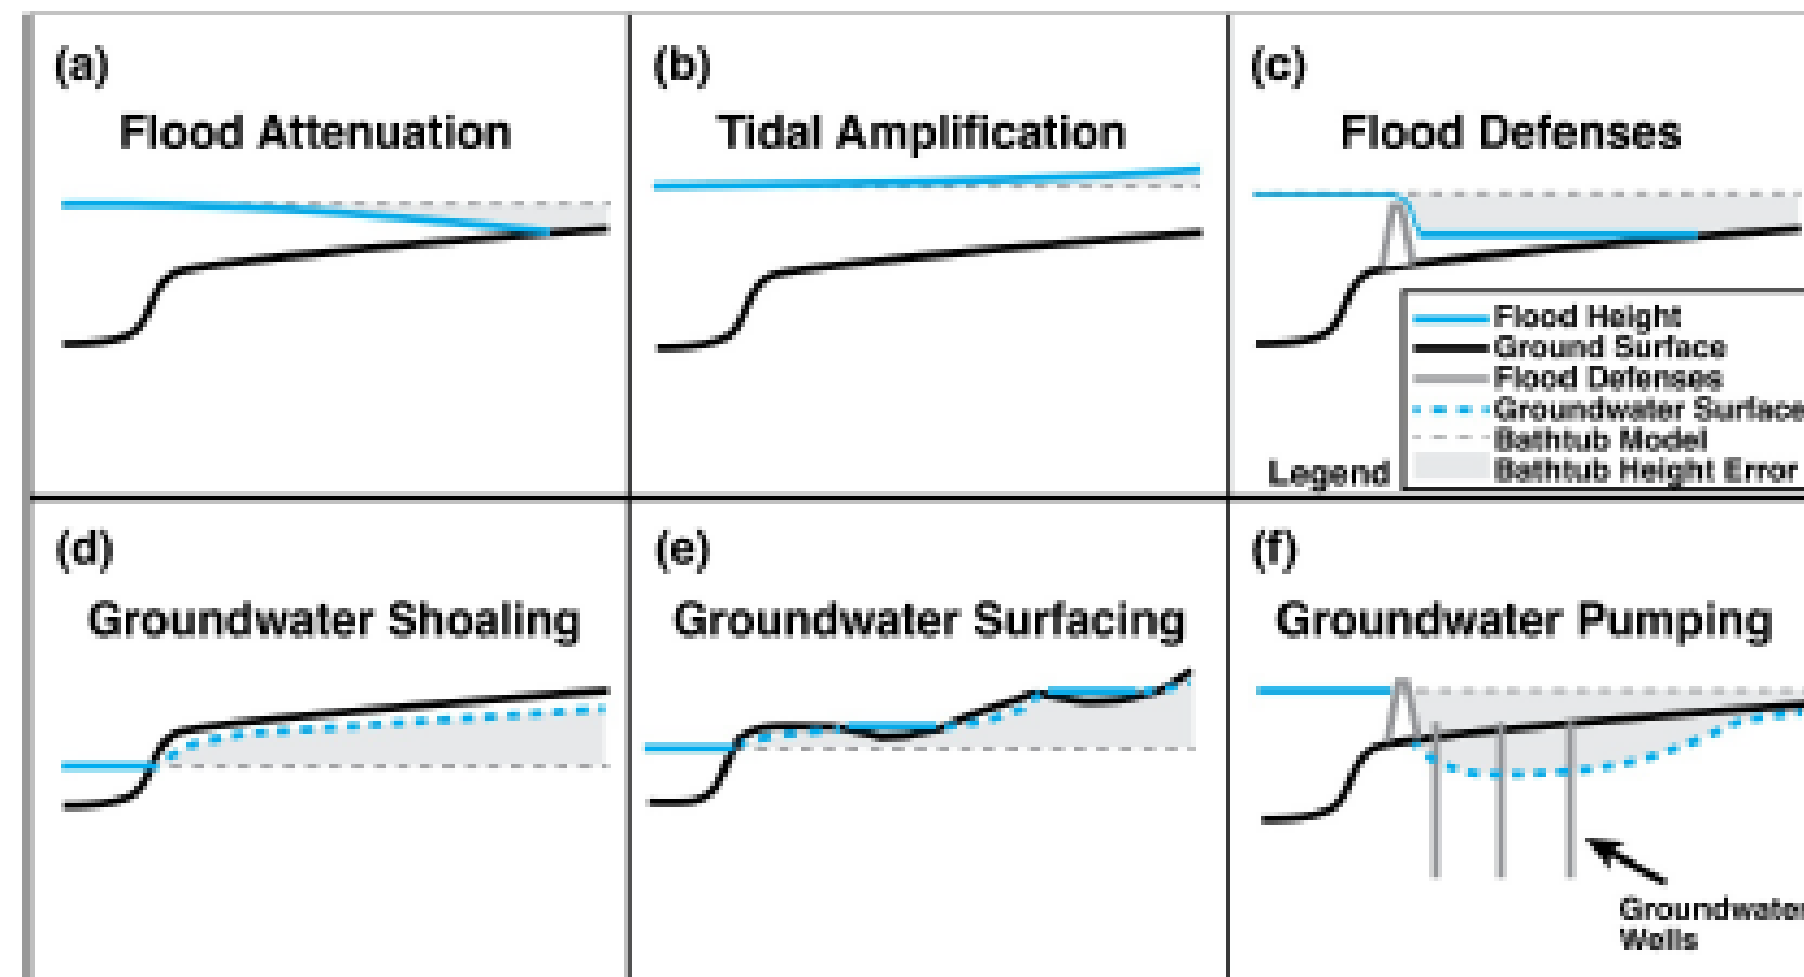 (a)
Flood Attenuation
(b)
Tidal Amplification
(c)
Flood Defenses
Flood Height
Ground Surface
Flood Defenses
Groundwater Surface
Bathtub Model
Bathtub Height Error
Legend
(d)
Groundwater Shoaling
(e)
Groundwater Surfacing
(f)
Groundwater Pumping
Groundwater
Wells